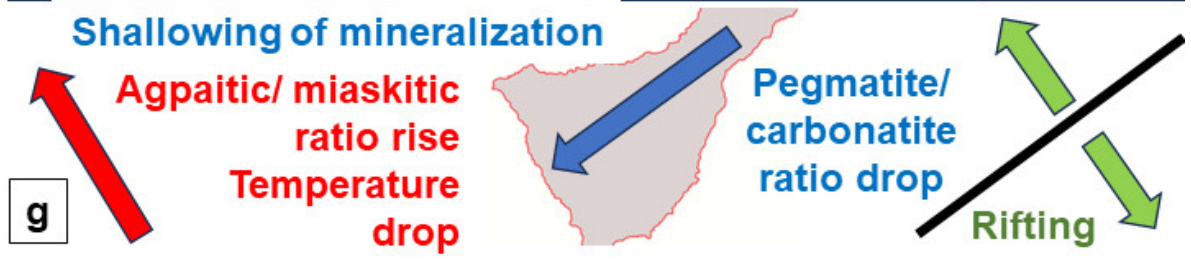 Shallowing of mineralization
Agpaitic/ miaskitic
ratio rise
Temperature
drop
Pegmatite/
carbonatite
ratio drop
Rifting
g